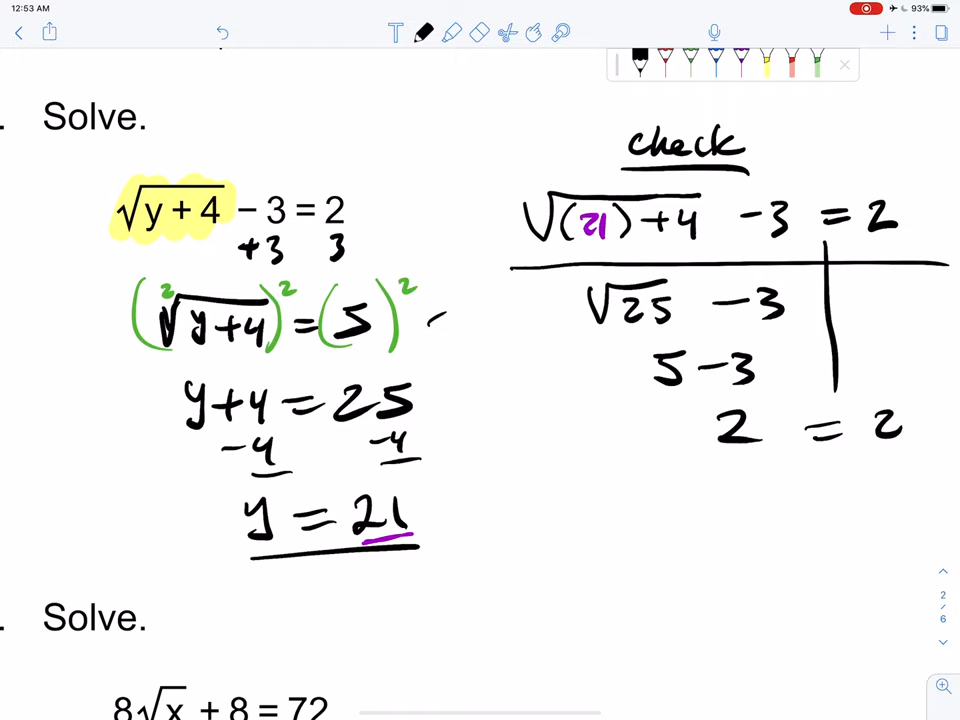 12:53 AM
93%
T
. Solve.
√(y + 4) − 3 = 2
+3 3
(²√(y+4))² = (5)²
y+4 = 25
−4 −4
y = 21
check
√((21)+4) −3 = 2
√25 −3
5 −3
2 = 2
2
/
6
. Solve.
8√x + 8 = 72